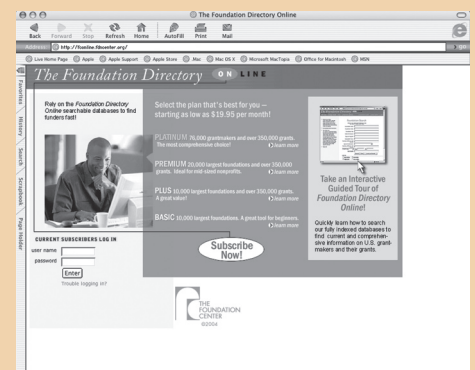 The Foundation Directory Online
Back Forward Stop Refresh Home AutoFill Print Mail
Address: http://fconline.fdncenter.org/ go
Live Home Page Apple Apple Support Apple Store .Mac Mac OS X Microsoft MacTopia Office for Macintosh MSN
Favorites
History
Search
Scrapbook
Page Holder
The Foundation Directory ON LINE
Rely on the Foundation Directory
Online searchable databases to find
funders fast!
Select the plan that's best for you —
starting as low as $19.95 per month!
PLATINUM 76,000 grantmakers and over 350,000 grants.
The most comprehensive choice! learn more
PREMIUM 20,000 largest foundations and over 350,000
grants. Ideal for mid-sized nonprofits. learn more
PLUS 10,000 largest foundations and over 350,000 grants.
A great value! learn more
BASIC 10,000 largest foundations. A great tool for beginners.
learn more
Subscribe
Now!
Take an Interactive
Guided Tour of
Foundation Directory
Online!
Quickly learn how to search
our fully indexed databases to
find current and comprehen-
sive information on U.S. grant-
makers and their grants.
CURRENT SUBSCRIBERS LOG IN
user name
password
Enter
Trouble logging in?
THE
FOUNDATION
CENTER
©2004